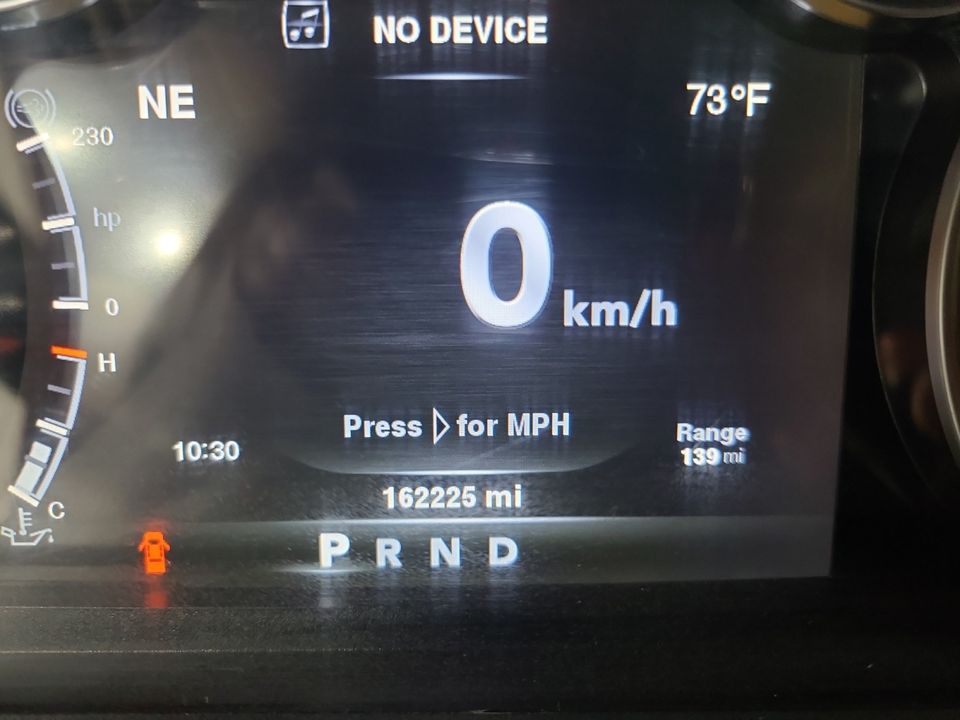 NO DEVICE
NE
73°F
230
hp
0
0 km/h
H
Press ▷ for MPH
10:30
Range
139 mi
162225 mi
C
P R N D